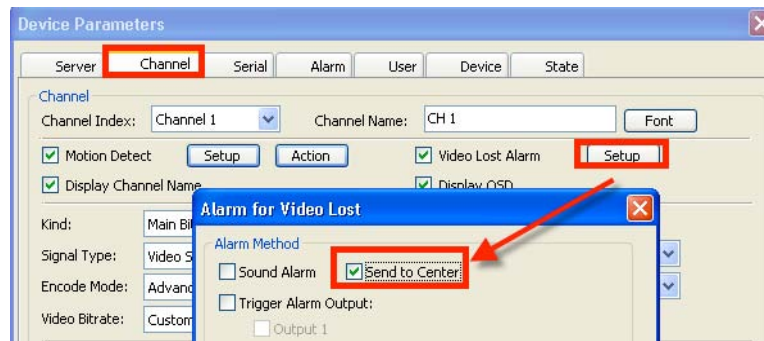 Device Parameters
Server Channel Serial Alarm User Device State
Channel
Channel Index: Channel 1 Channel Name: CH 1 Font
Motion Detect Setup Action Video Lost Alarm Setup
Display Channel Name Display OSD
Alarm for Video Lost
Kind: Main
Alarm Method
Signal Type: Video
Sound Alarm Send to Center
Encode Mode:
Trigger Alarm Output:
Video Bitrate: Custom
Output 1